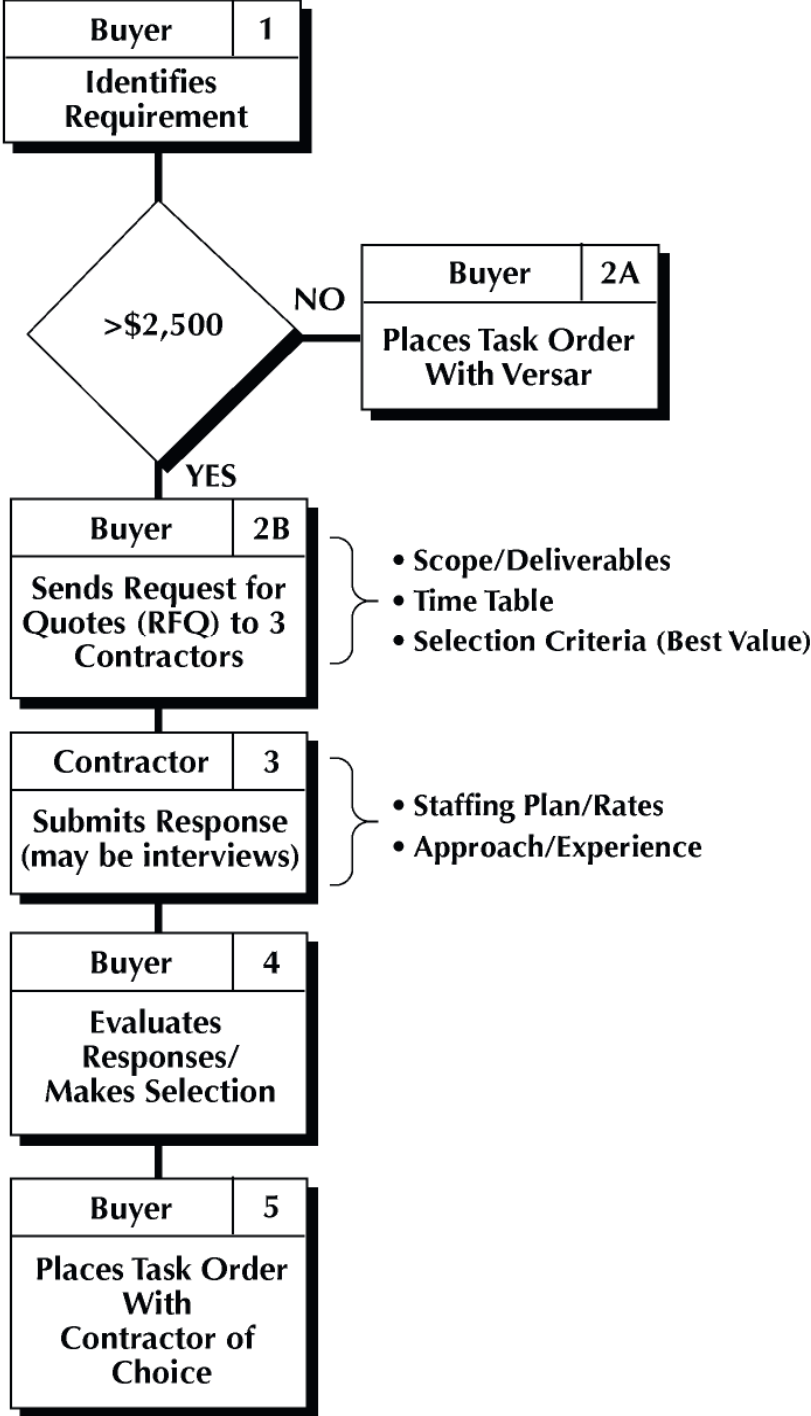 Buyer 1
Identifies
Requirement
>$2,500
NO
Buyer 2A
Places Task Order
With Versar
YES
Buyer 2B
Sends Request for
Quotes (RFQ) to 3
Contractors
• Scope/Deliverables
• Time Table
• Selection Criteria (Best Value)
Contractor 3
Submits Response
(may be interviews)
• Staffing Plan/Rates
• Approach/Experience
Buyer 4
Evaluates
Responses/
Makes Selection
Buyer 5
Places Task Order
With
Contractor of
Choice